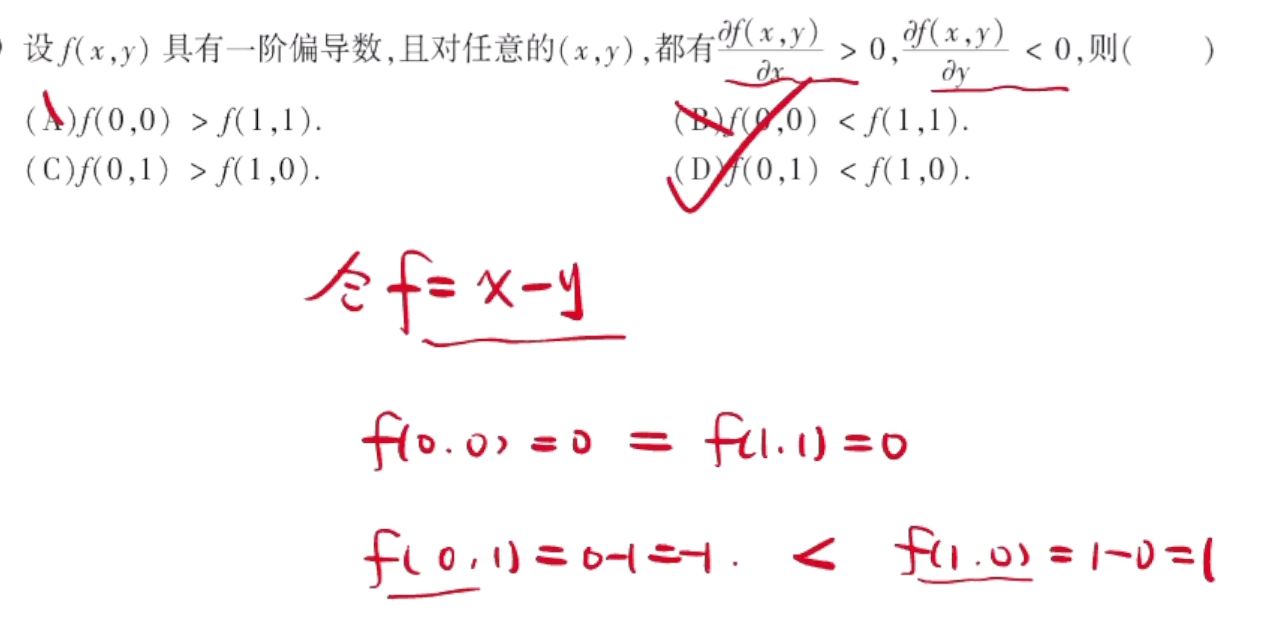 设f(x,y)具有一阶偏导数,且对任意的(x,y),都有∂f(x,y)/∂x > 0,∂f(x,y)/∂y < 0,则(  )
(A)f(0,0) > f(1,1). (B)f(0,0) < f(1,1).
(C)f(0,1) > f(1,0). (D)f(0,1) < f(1,0).
令f=x-y
f(0.0)=0 = f(1.1)=0
f(0,1)=0-1=-1. < f(1.0)=1-0=1